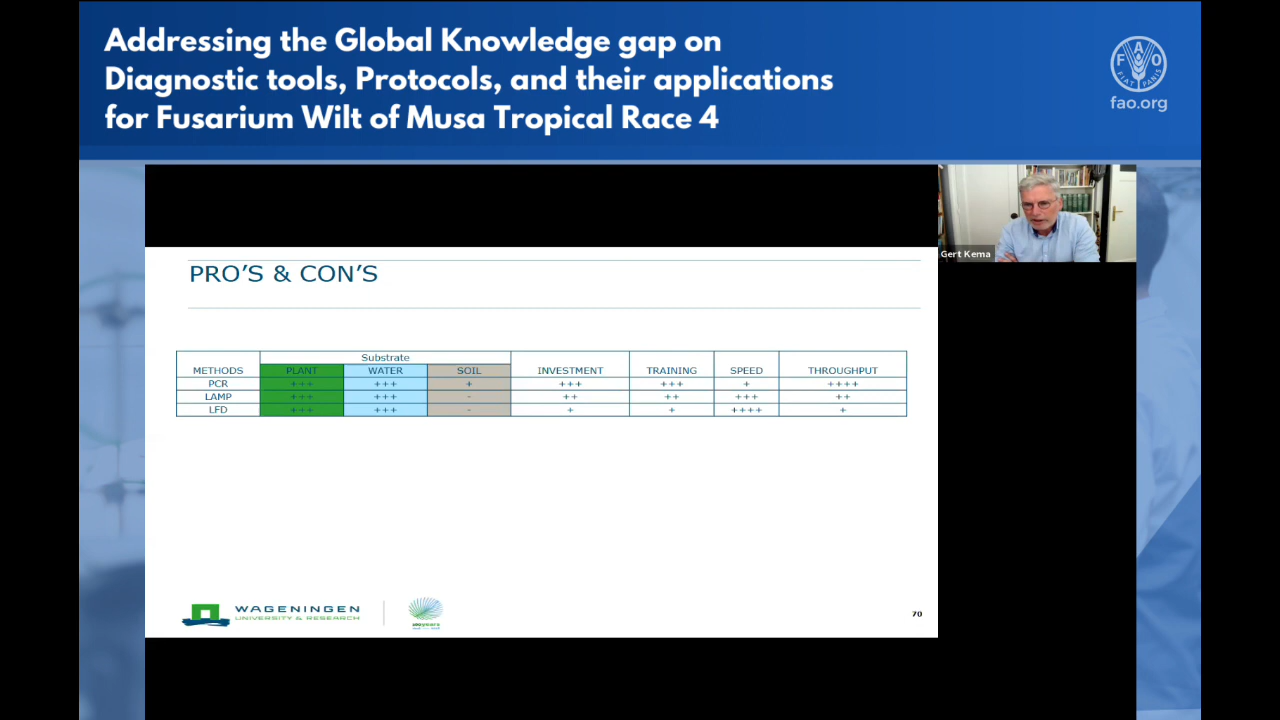 Addressing the Global Knowledge gap on
Diagnostic tools, Protocols, and their applications
for Fusarium Wilt of Musa Tropical Race 4
F A O
FIAT PANIS
fao.org
Gert Kema
PRO'S & CON'S
Substrate
METHODS PLANT WATER SOIL INVESTMENT TRAINING SPEED THROUGHPUT
PCR +++ +++ + +++ +++ + ++++
LAMP +++ +++ - ++ ++ +++ ++
LFD +++ +++ - + + ++++ +
WAGENINGEN
UNIVERSITY & RESEARCH
70